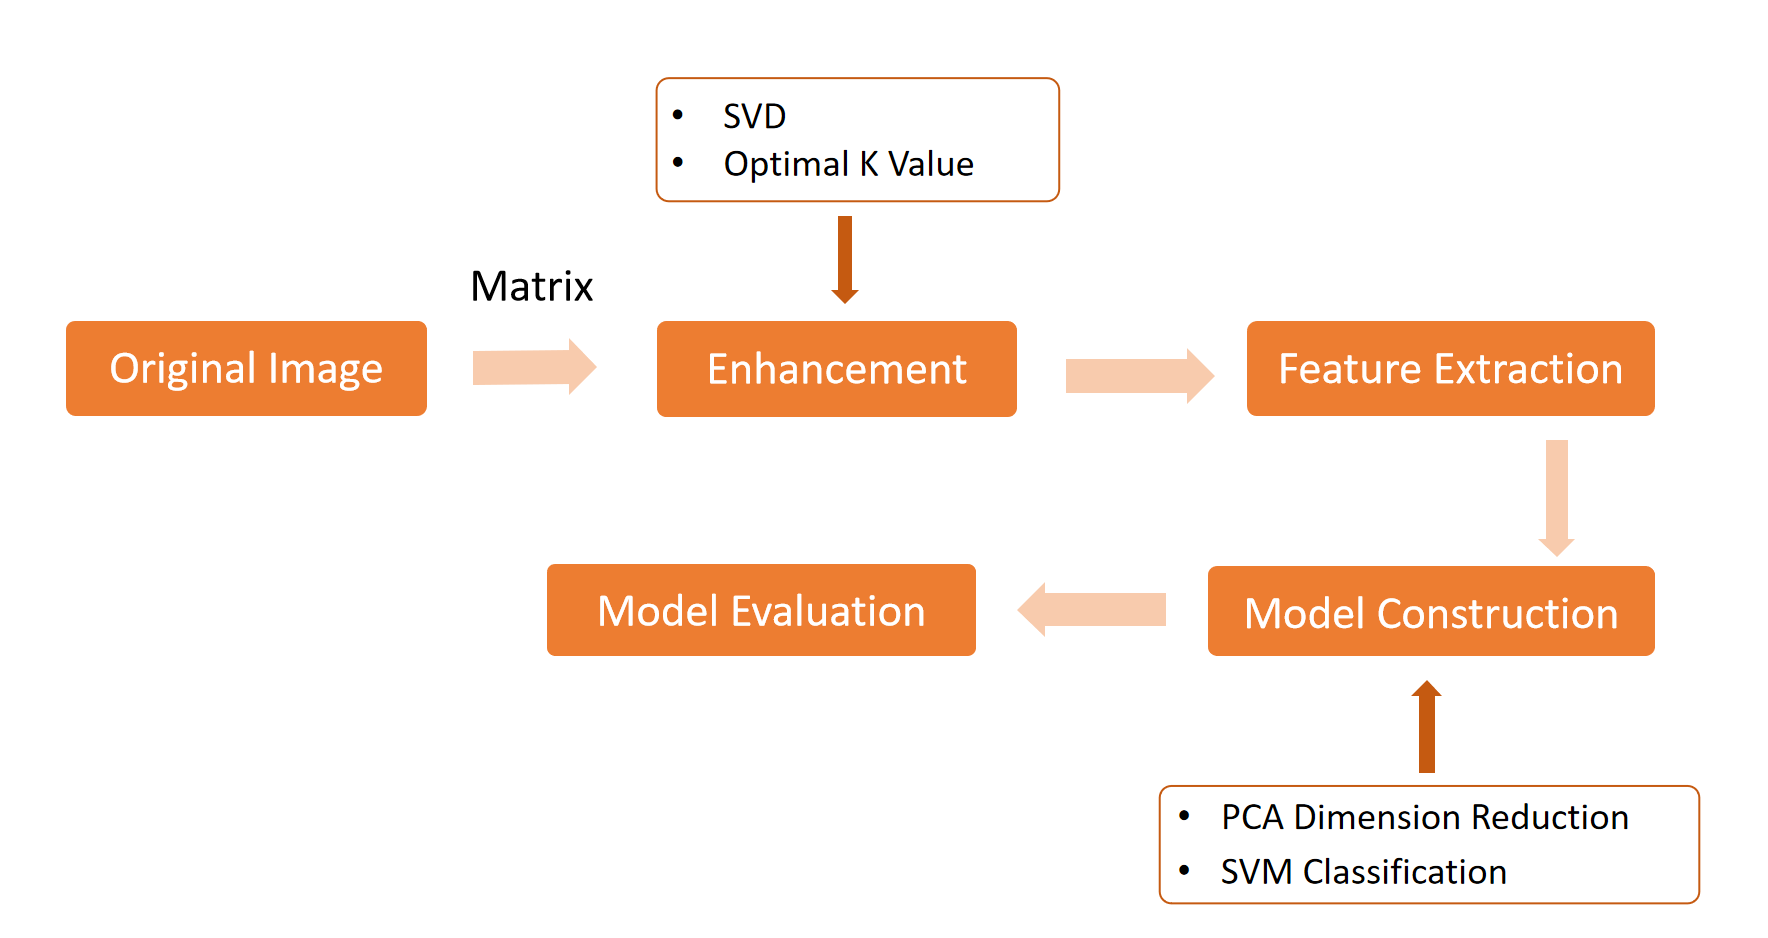 • SVD
• Optimal K Value
Matrix
Original Image
Enhancement
Feature Extraction
Model Evaluation
Model Construction
• PCA Dimension Reduction
• SVM Classification